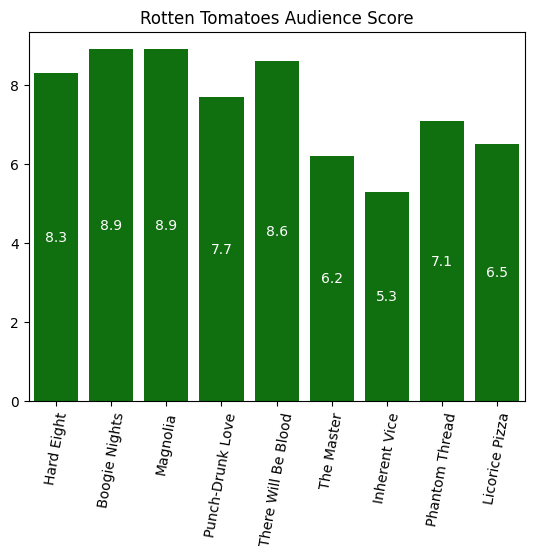 Rotten Tomatoes Audience Score
8
6
4
2
0
8.3
8.9
8.9
7.7
8.6
6.2
5.3
7.1
6.5
Hard Eight
Boogie Nights
Magnolia
Punch-Drunk Love
There Will Be Blood
The Master
Inherent Vice
Phantom Thread
Licorice Pizza